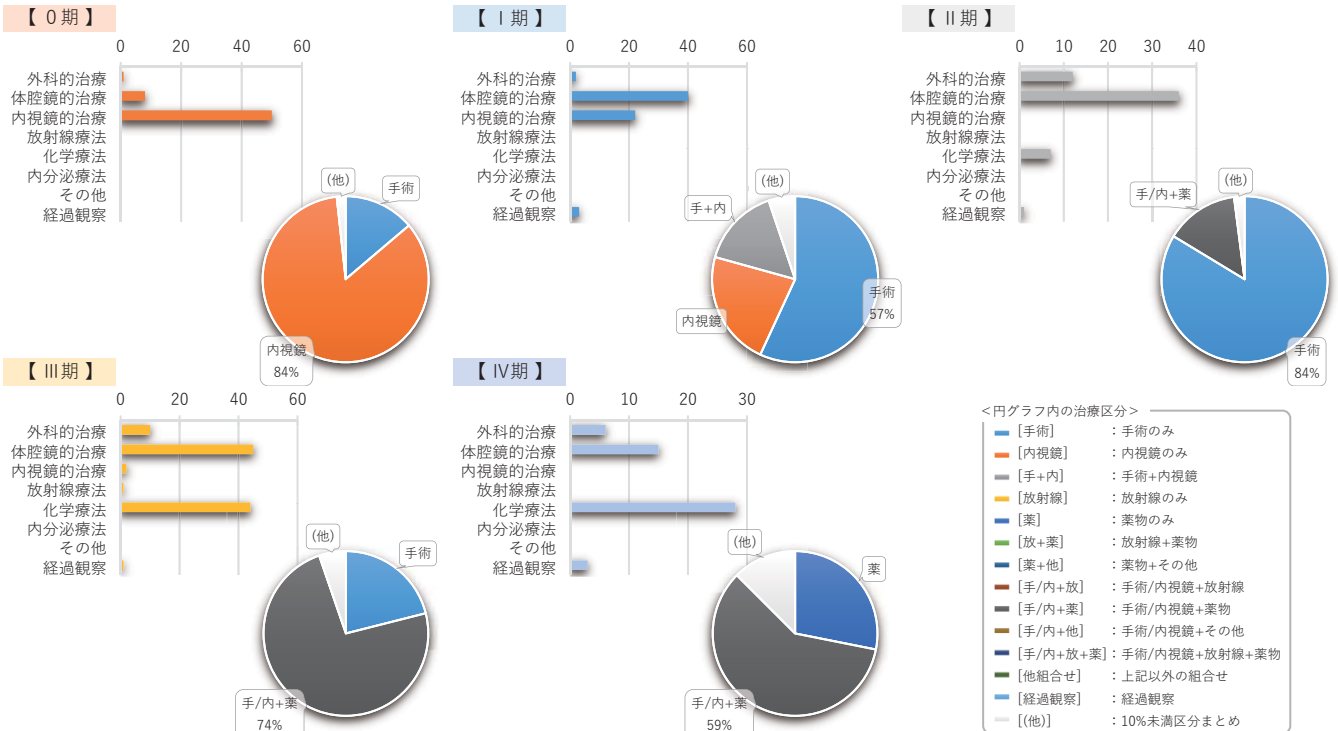 【 0期 】
0 20 40 60
外科的治療
体腔鏡的治療
内視鏡的治療
放射線療法
化学療法
内分泌療法
その他
経過観察
(他)
手術
内視鏡
84%
【 Ⅰ期 】
0 20 40 60
外科的治療
体腔鏡的治療
内視鏡的治療
放射線療法
化学療法
内分泌療法
その他
経過観察
(他)
手+内
手術
57%
内視鏡
【 Ⅱ期 】
0 10 20 30 40
外科的治療
体腔鏡的治療
内視鏡的治療
放射線療法
化学療法
内分泌療法
その他
経過観察
(他)
手/内+薬
手術
84%
【 Ⅲ期 】
0 20 40 60
外科的治療
体腔鏡的治療
内視鏡的治療
放射線療法
化学療法
内分泌療法
その他
経過観察
(他)
手術
手/内+薬
74%
【 Ⅳ期 】
0 10 20 30
外科的治療
体腔鏡的治療
内視鏡的治療
放射線療法
化学療法
内分泌療法
その他
経過観察
(他)
薬
手/内+薬
59%
<円グラフ内の治療区分>
[手術] :手術のみ
[内視鏡] :内視鏡のみ
[手+内] :手術+内視鏡
[放射線] :放射線のみ
[薬] :薬物のみ
[放+薬] :放射線+薬物
[薬+他] :薬物+その他
[手/内+放] :手術/内視鏡+放射線
[手/内+薬] :手術/内視鏡+薬物
[手/内+他] :手術/内視鏡+その他
[手/内+放+薬]:手術/内視鏡+放射線+薬物
[他組合せ] :上記以外の組合せ
[経過観察] :経過観察
[(他)] :10%未満区分まとめ